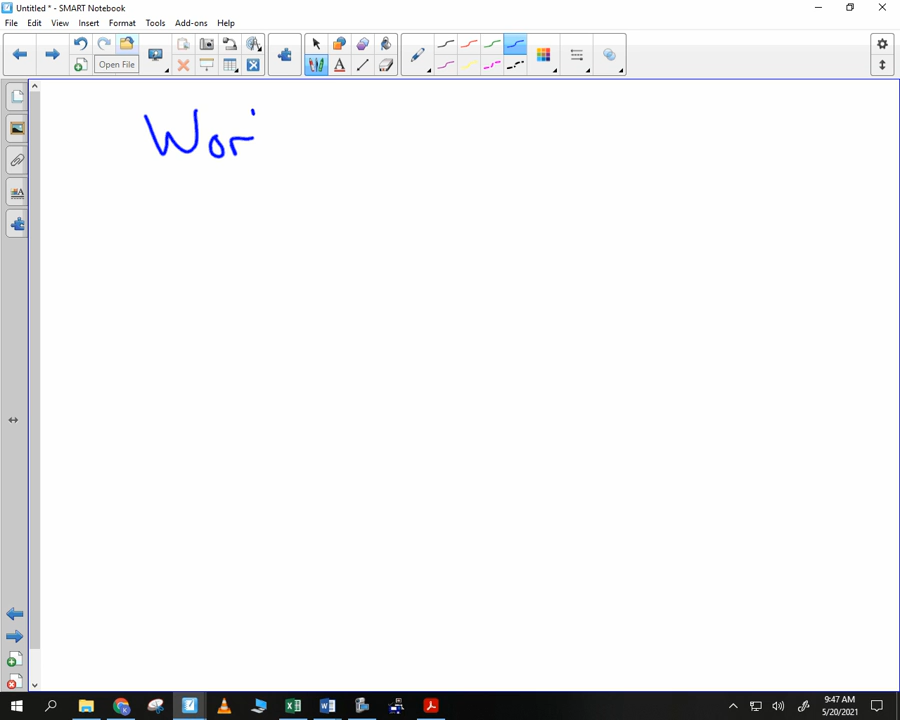 Untitled * - SMART Notebook
File Edit View Insert Format Tools Add-ons Help
Open File
Wor
9:47 AM
5/20/2021